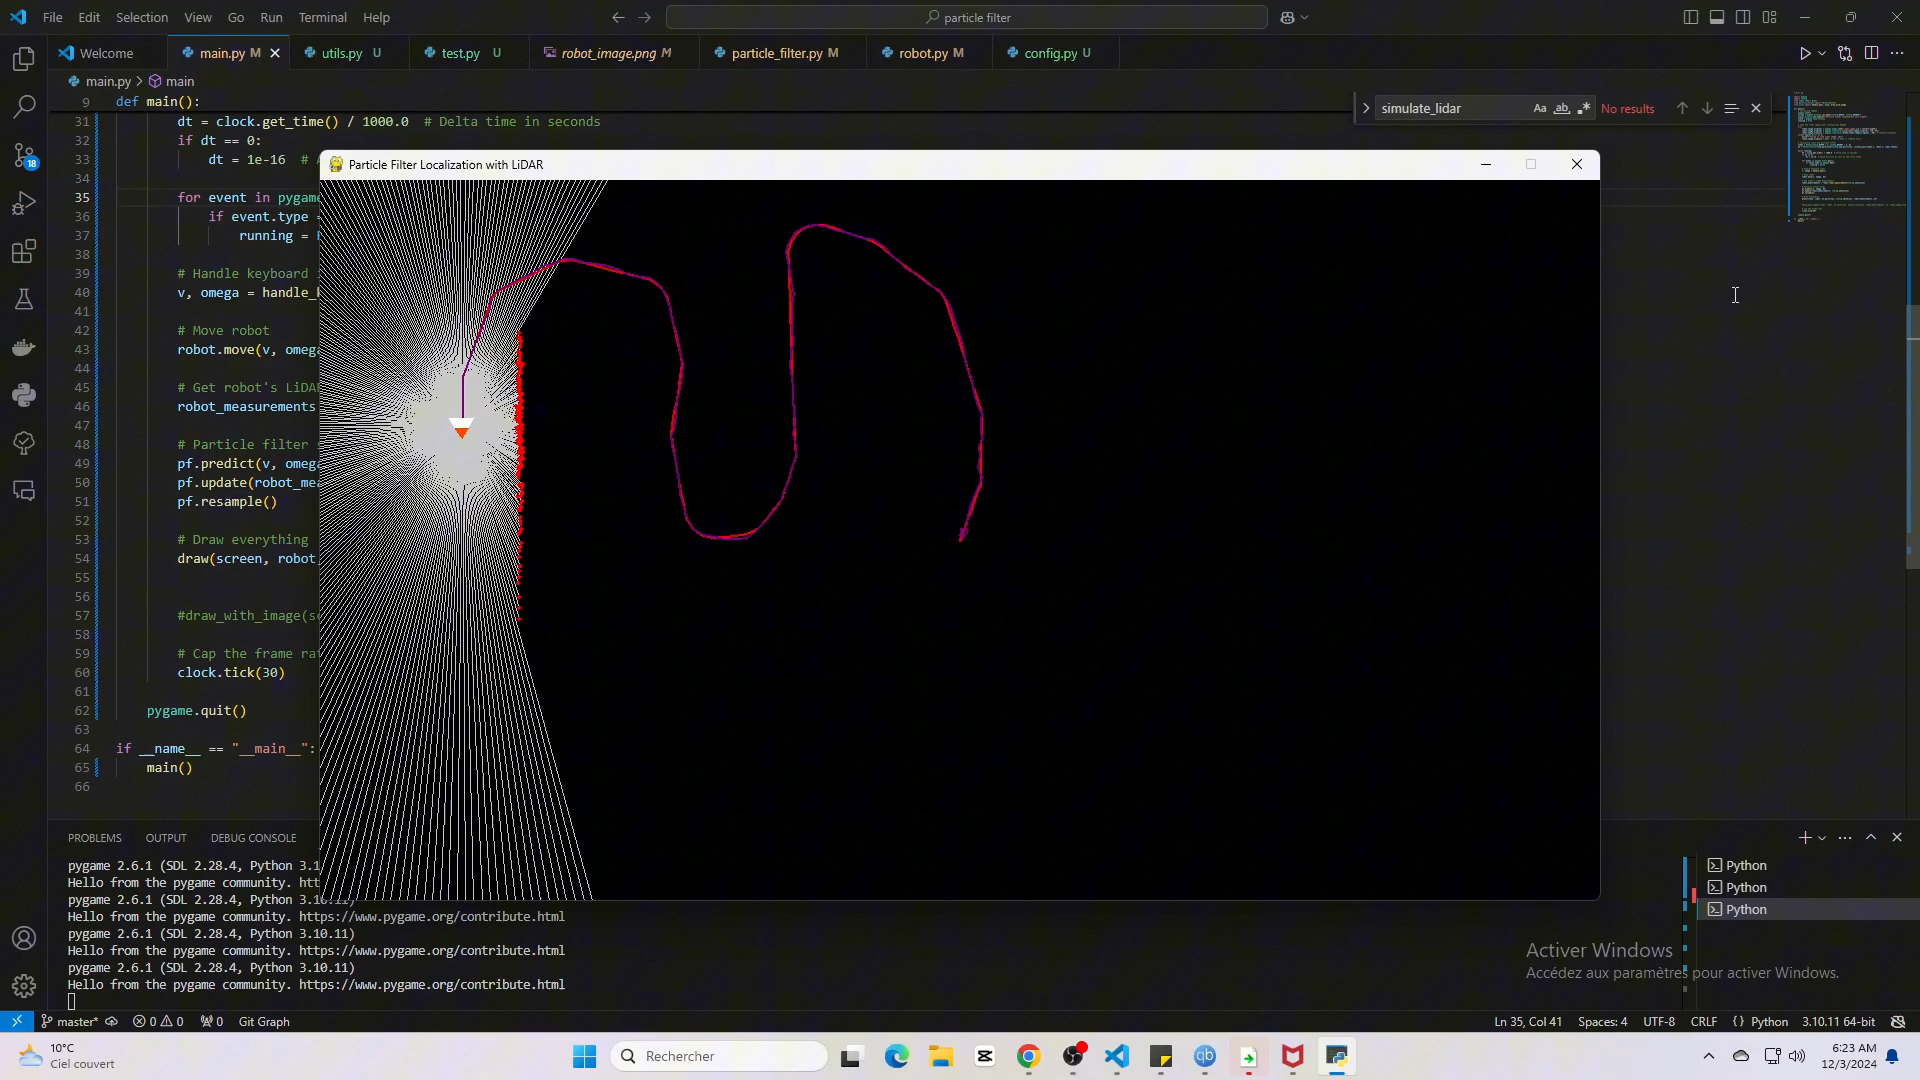 File Edit Selection View Go Run Terminal Help
particle filter
Welcome
main.py M
utils.py U
test.py U
robot_image.png M
particle_filter.py M
robot.py M
config.py U
main.py > main
simulate_lidar Aa ab No results
9 def main():
31 dt = clock.get_time() / 1000.0 # Delta time in seconds
32 if dt == 0:
33 dt = 1e-16 #
34
35 for event in pygame
36 if event.type =
37 running =
38
39 # Handle keyboard
40 v, omega = handle_
41
42 # Move robot
43 robot.move(v, omeg
44
45 # Get robot's LiDA
46 robot_measurements
47
48 # Particle filter
49 pf.predict(v, omeg
50 pf.update(robot_me
51 pf.resample()
52
53 # Draw everything
54 draw(screen, robot
55
56
57 #draw_with_image(s
58
59 # Cap the frame ra
60 clock.tick(30)
61
62 pygame.quit()
63
64 if __name__ == "__main__":
65 main()
66
Particle Filter Localization with LiDAR
PROBLEMS OUTPUT DEBUG CONSOLE
pygame 2.6.1 (SDL 2.28.4, Python 3.1
Hello from the pygame community. htt
pygame 2.6.1 (SDL 2.28.4, Python 3.10.11)
Hello from the pygame community. https://www.pygame.org/contribute.html
pygame 2.6.1 (SDL 2.28.4, Python 3.10.11)
Hello from the pygame community. https://www.pygame.org/contribute.html
pygame 2.6.1 (SDL 2.28.4, Python 3.10.11)
Hello from the pygame community. https://www.pygame.org/contribute.html
Python
Python
Python
Activer Windows
Accédez aux paramètres pour activer Windows.
18
master* 0 0 0 Git Graph
Ln 35, Col 41 Spaces: 4 UTF-8 CRLF {} Python 3.10.11 64-bit
10°C
Ciel couvert
Rechercher
qb
6:23 AM
12/3/2024